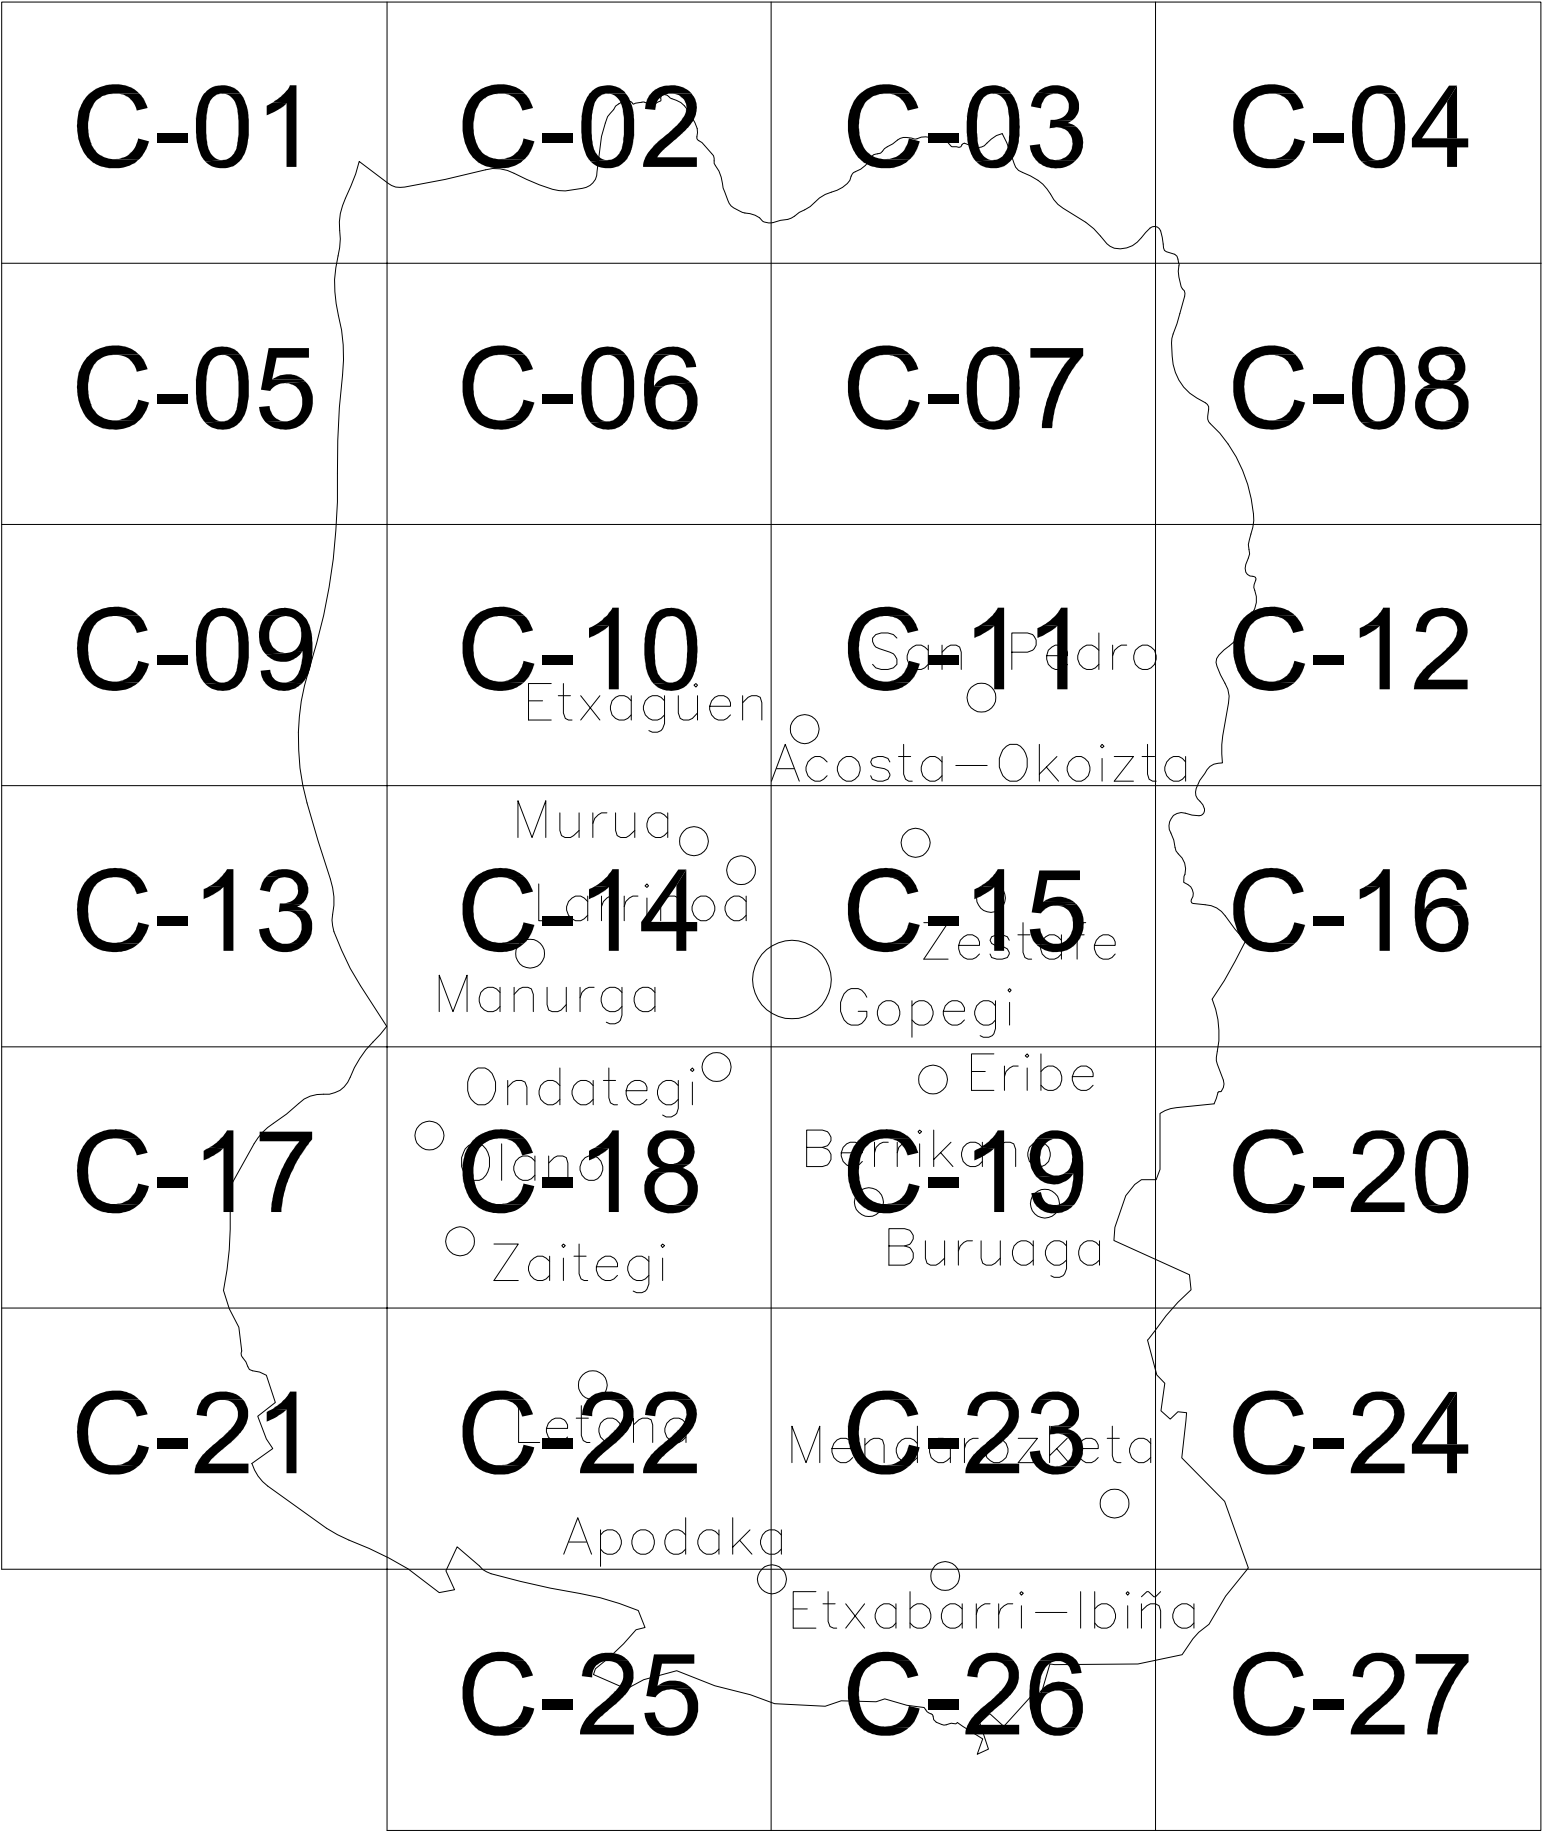 C-01 C-02 C-03 C-04
C-05 C-06 C-07 C-08
C-09 C-10 C-11 C-12
San Pedro
Etxagüen
Acosta-Okoizta
Murua
C-13 C-14 C-15 C-16
Larrinoa
Zestafe
Manurga
Gopegi
Ondategi
Eribe
C-17 C-18 C-19 C-20
Olano
Berrikano
Zaitegi
Buruaga
C-21 C-22 C-23 C-24
Letona
Mendarozketa
Apodaka
Etxabarri-Ibiña
C-25 C-26 C-27